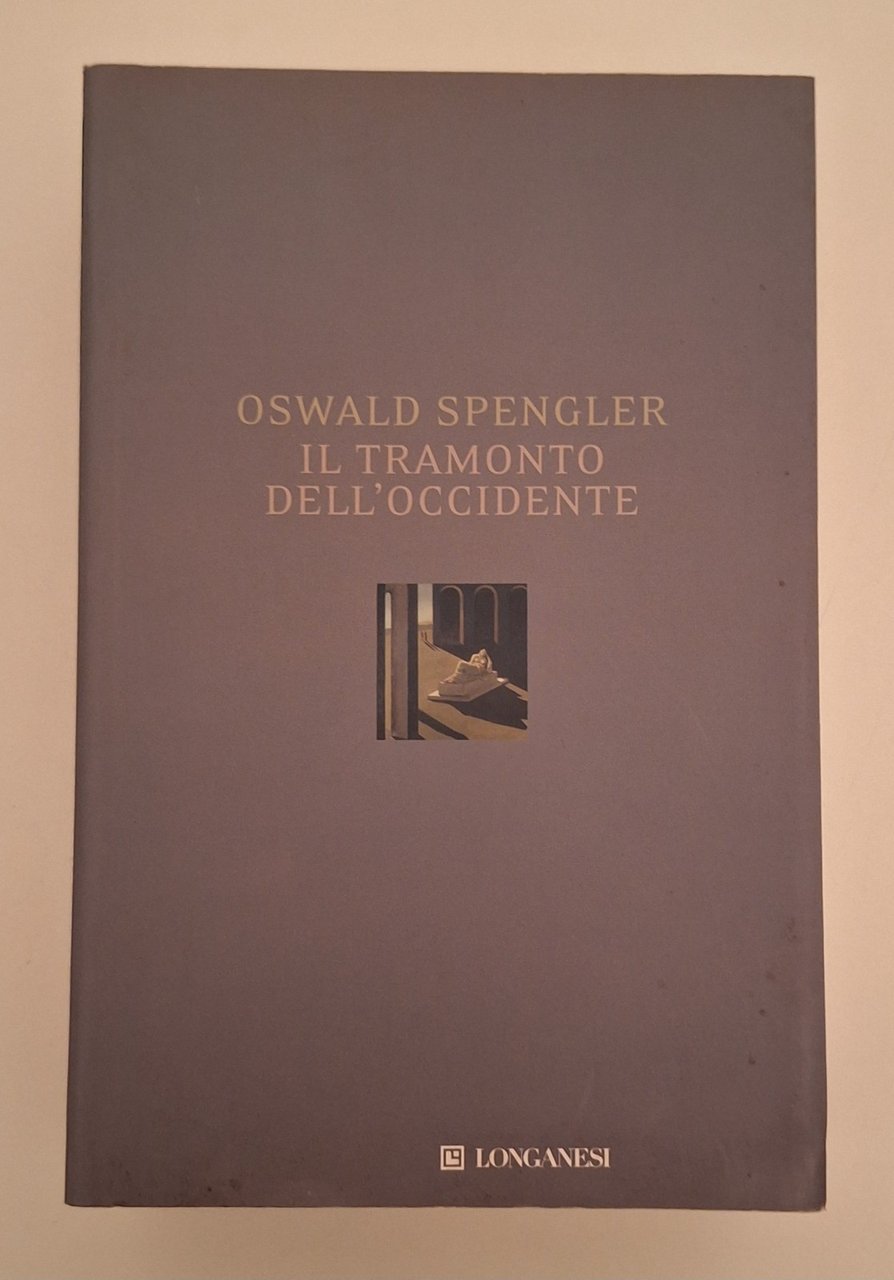 OSWALD SPENGLER
IL TRAMONTO
DELL'OCCIDENTE
LONGANESI